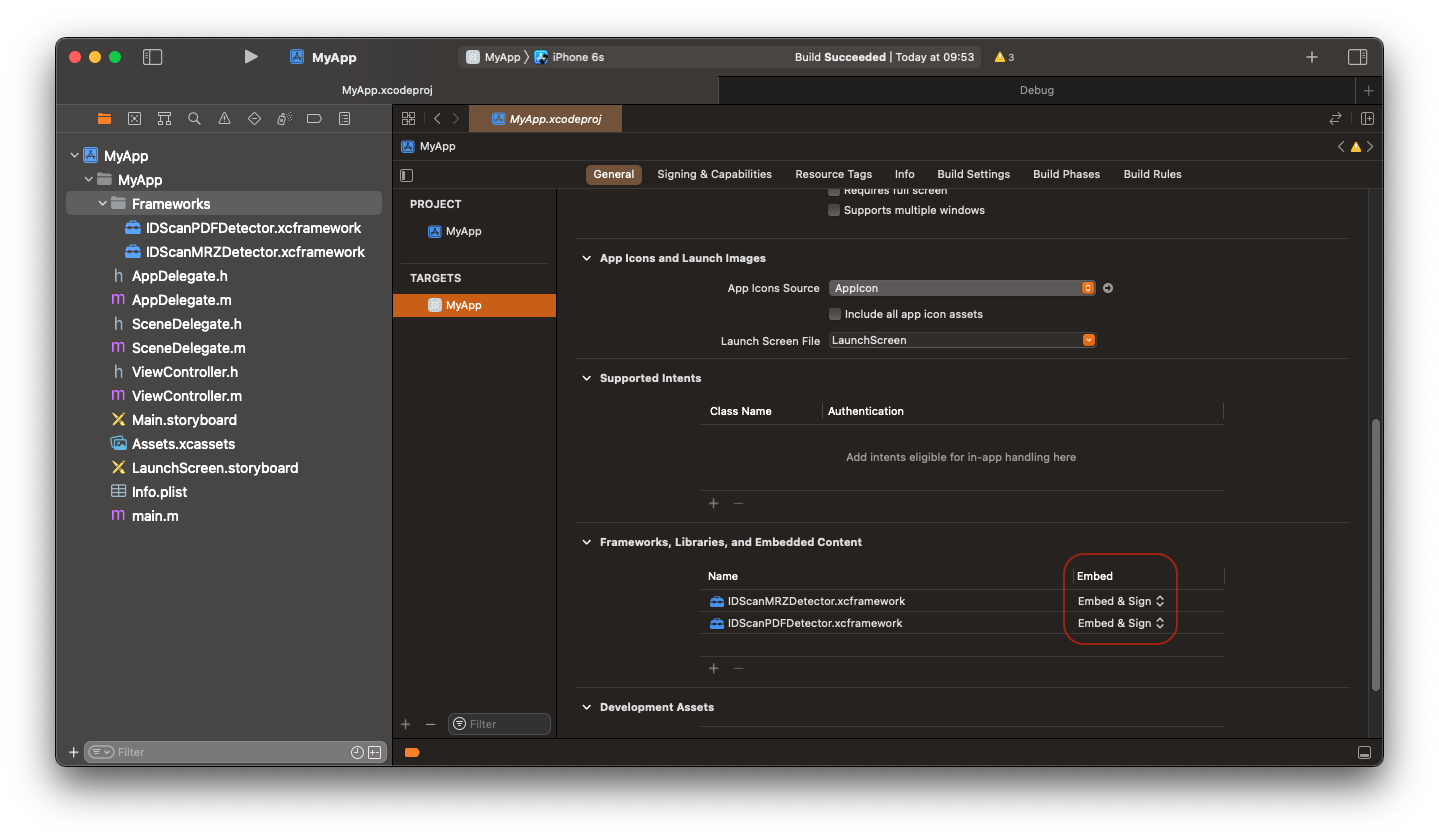 MyApp
MyApp
iPhone 6s
Build Succeeded | Today at 09:53
3
MyApp.xcodeproj
Debug
MyApp.xcodeproj
MyApp
MyApp
MyApp
Frameworks
IDScanPDFDetector.xcframework
IDScanMRZDetector.xcframework
h AppDelegate.h
m AppDelegate.m
h SceneDelegate.h
m SceneDelegate.m
h ViewController.h
m ViewController.m
Main.storyboard
Assets.xcassets
LaunchScreen.storyboard
Info.plist
m main.m
Filter
General Signing & Capabilities Resource Tags Info Build Settings Build Phases Build Rules
PROJECT
MyApp
TARGETS
MyApp
Filter
Requires full screen
Supports multiple windows
App Icons and Launch Images
App Icons Source AppIcon
Include all app icon assets
Launch Screen File LaunchScreen
Supported Intents
Class Name Authentication
Add intents eligible for in-app handling here
Frameworks, Libraries, and Embedded Content
Name Embed
IDScanMRZDetector.xcframework Embed & Sign
IDScanPDFDetector.xcframework Embed & Sign
Development Assets